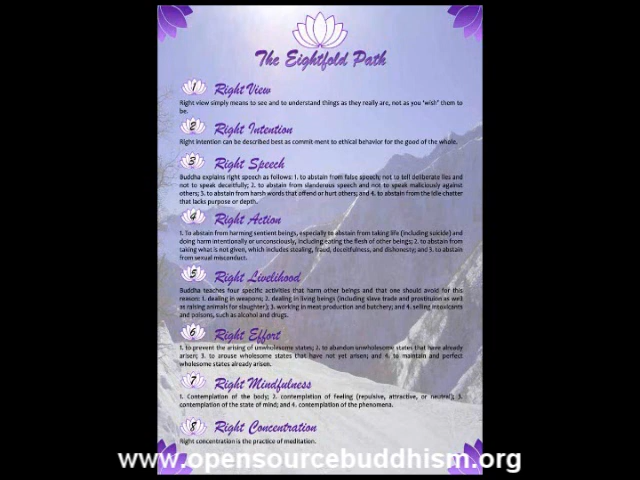 The Eightfold Path
1 Right View
Right view simply means to see and to understand things as they really are, not as you 'wish' them to
be.
2 Right Intention
Right intention can be described best as commitment to ethical behavior for the good of the whole.
3 Right Speech
Buddha explains right speech as follows: 1. to abstain from false speech; not to tell deliberate lies and
not to speak deceitfully; 2. to abstain from slanderous speech and not to speak maliciously against
others; 3. to abstain from harsh words that offend or hurt others; and 4. to abstain from the idle chatter
that lacks purpose or depth.
4 Right Action
1. To abstain from harming sentient beings, especially to abstain from taking life (including suicide) and
doing harm intentionally or unconsciously, including eating the flesh of other beings; 2. to abstain from
taking what is not given, which includes stealing, fraud, deceitfulness, and dishonesty; and 3. to abstain
from sexual misconduct.
5 Right Livelihood
Buddha teaches four specific activities that harm other beings and that one should avoid for this
reason: 1. dealing in weapons; 2. dealing in living beings (including slave trade and prostitution as well
as raising animals for slaughter); 3. working in meat production and butchery; and 4. selling intoxicants
and poisons, such as alcohol and drugs.
6 Right Effort
1. to prevent the arising of unwholesome states; 2. to abandon unwholesome states that have already
arisen; 3. to arouse wholesome states that have not yet arisen; and 4. to maintain and perfect
wholesome states already arisen.
7 Right Mindfulness
1. Contemplation of the body; 2. contemplation of feeling (repulsive, attractive, or neutral); 3.
contemplation of the state of mind; and 4. contemplation of the phenomena.
8 Right Concentration
Right concentration is the practice of meditation.
www.opensourcebuddhism.org